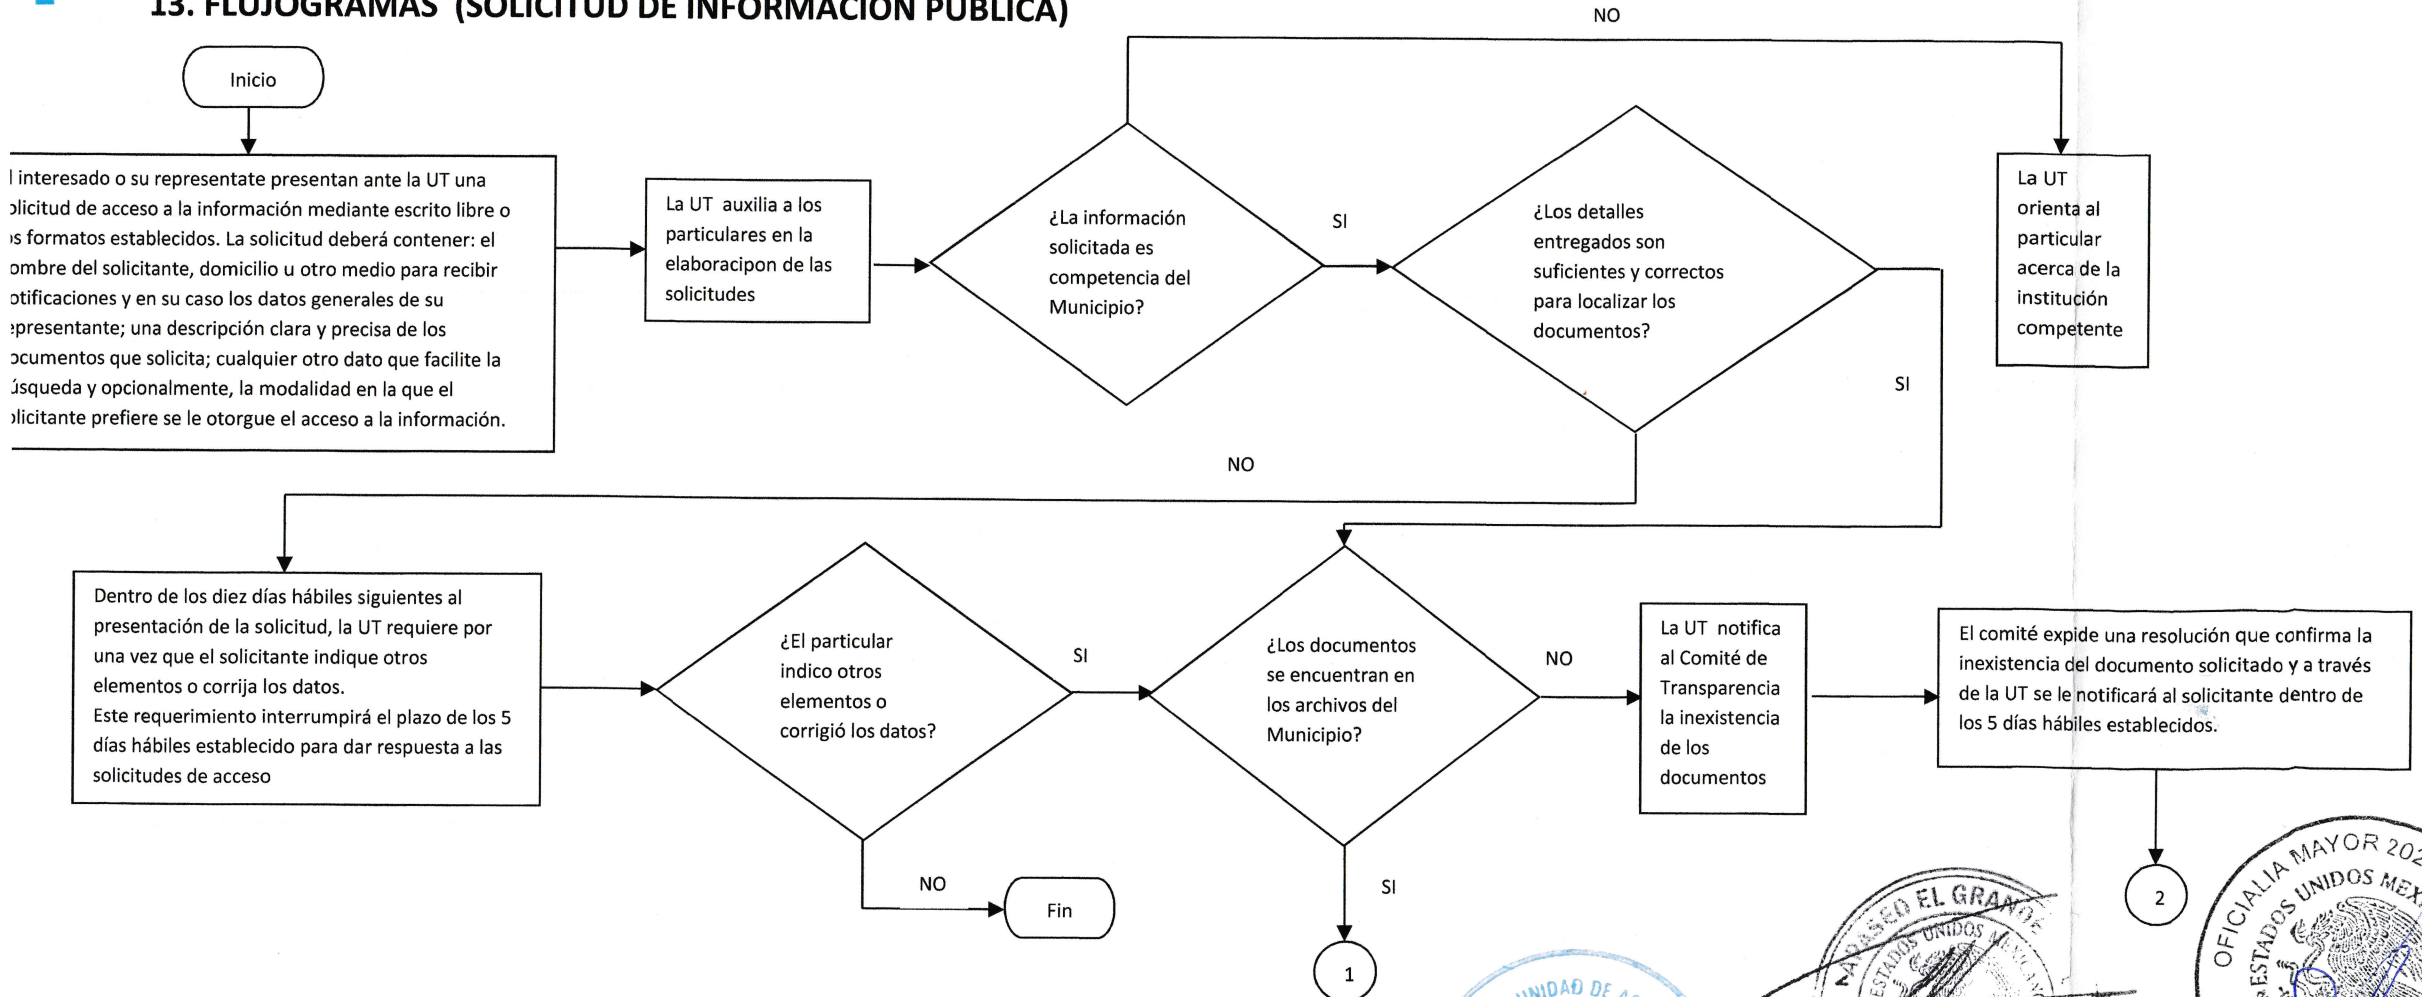 13. FLUJOGRAMAS (SOLICITUD DE INFORMACIÓN PÚBLICA)
NO
Inicio
l interesado o su representate presentan ante la UT una
olicitud de acceso a la información mediante escrito libre o
s formatos establecidos. La solicitud deberá contener: el
ombre del solicitante, domicilio u otro medio para recibir
otificaciones y en su caso los datos generales de su
epresentante; una descripción clara y precisa de los
ocumentos que solicita; cualquier otro dato que facilite la
úsqueda y opcionalmente, la modalidad en la que el
olicitante prefiere se le otorgue el acceso a la información.
La UT auxilia a los
particulares en la
elaboracipon de las
solicitudes
¿La información
solicitada es
competencia del
Municipio?
SI
¿Los detalles
entregados son
suficientes y correctos
para localizar los
documentos?
SI
La UT
orienta al
particular
acerca de la
institución
competente
NO
Dentro de los diez días hábiles siguientes al
presentación de la solicitud, la UT requiere por
una vez que el solicitante indique otros
elementos o corrija los datos.
Este requerimiento interrumpirá el plazo de los 5
días hábiles establecido para dar respuesta a las
solicitudes de acceso
¿El particular
indico otros
elementos o
corrigió los datos?
SI
¿Los documentos
se encuentran en
los archivos del
Municipio?
NO
La UT notifica
al Comité de
Transparencia
la inexistencia
de los
documentos
El comité expide una resolución que confirma la
inexistencia del documento solicitado y a través
de la UT se le notificará al solicitante dentro de
los 5 días hábiles establecidos.
NO
Fin
SI
1
2
UNIDAD DE
APASEO EL GRANDE
ESTADOS UNIDOS MEXICANOS
OFICIALIA MAYOR 202
ESTADOS UNIDOS MEX